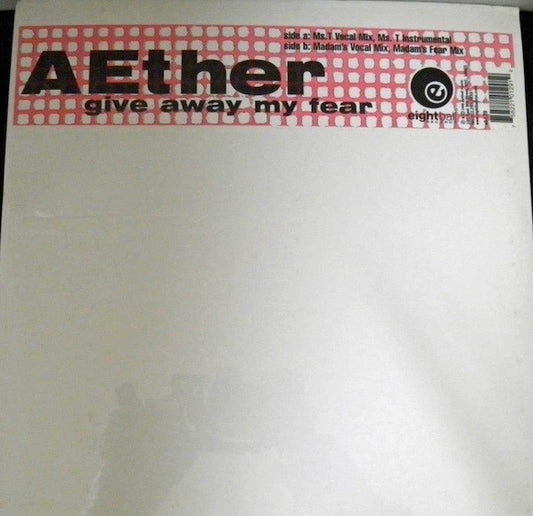 side a: Ms.T Vocal Mix, Ms. T Instrumental
side b: Madam's Vocal Mix, Madam's Fear Mix
AEther
give away my fear
e
eightball